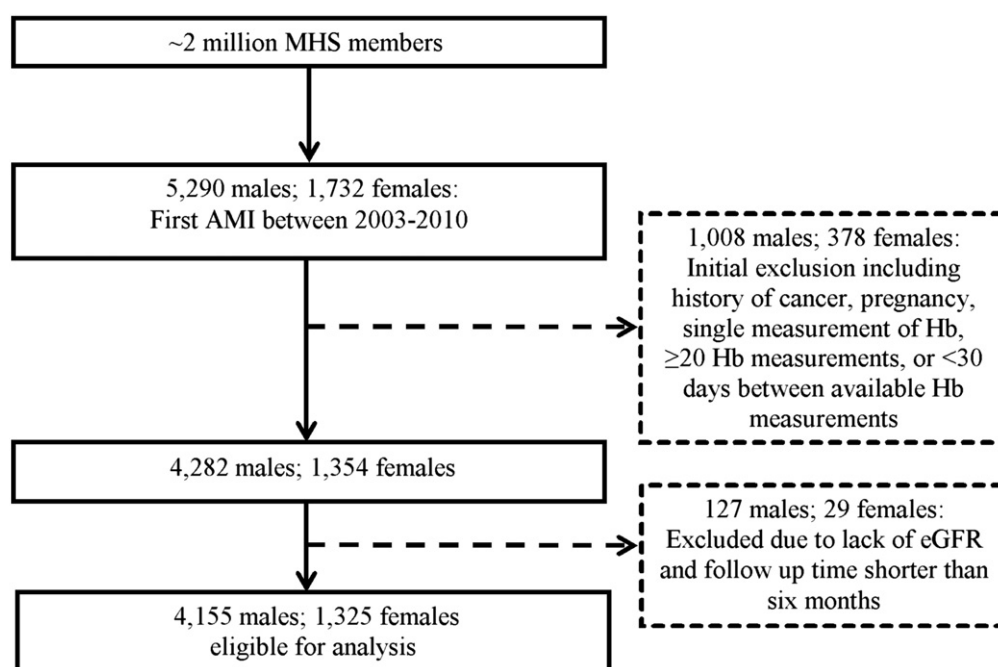 ~2 million MHS members
5,290 males; 1,732 females:
First AMI between 2003-2010
1,008 males; 378 females:
Initial exclusion including
history of cancer, pregnancy,
single measurement of Hb,
≥20 Hb measurements, or <30
days between available Hb
measurements
4,282 males; 1,354 females
127 males; 29 females:
Excluded due to lack of eGFR
and follow up time shorter than
six months
4,155 males; 1,325 females
eligible for analysis